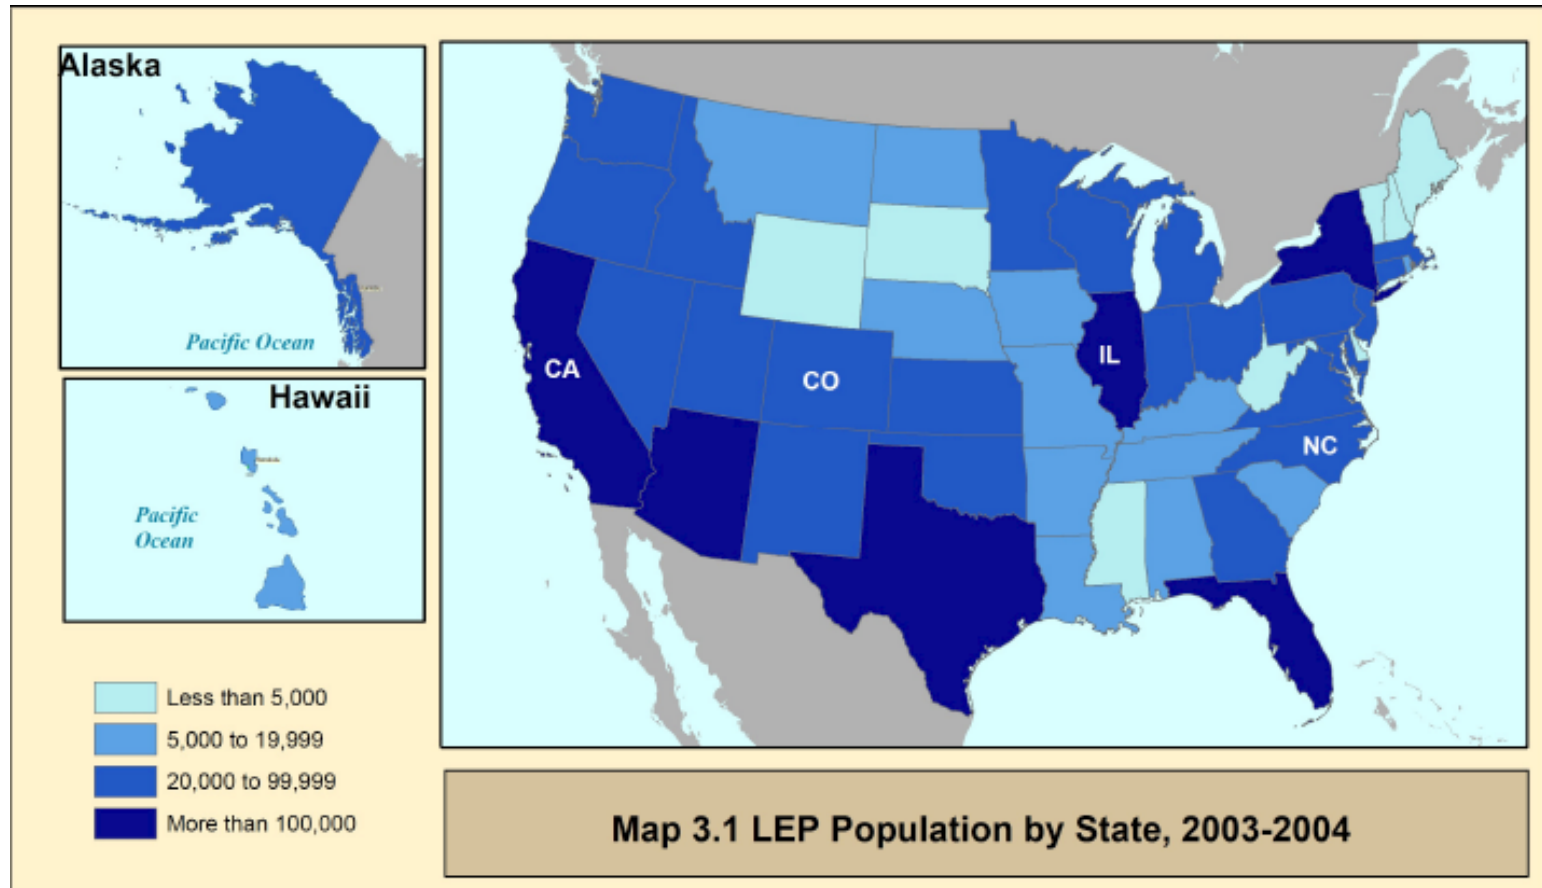 Alaska
Pacific Ocean
Hawaii
Pacific
Ocean
CA
CO
IL
NC
Less than 5,000
5,000 to 19,999
20,000 to 99,999
More than 100,000
Map 3.1 LEP Population by State, 2003-2004